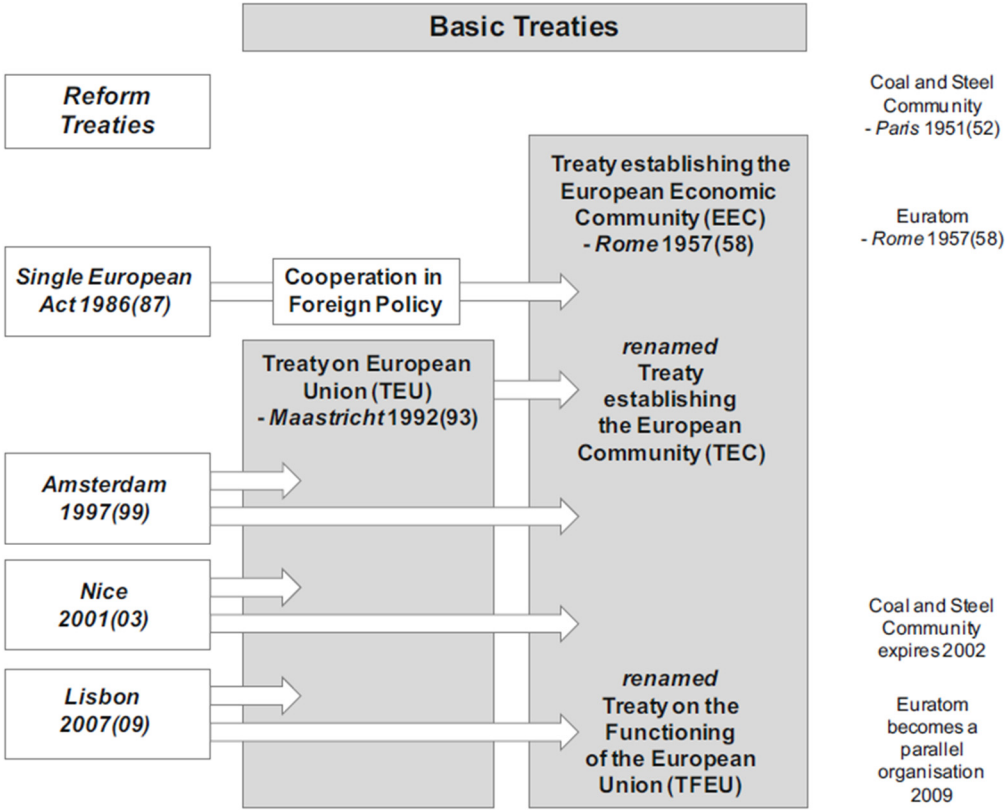 Basic Treaties
Reform
Treaties
Coal and Steel
Community
- Paris 1951(52)
Treaty establishing the
European Economic
Community (EEC)
- Rome 1957(58)
Euratom
- Rome 1957(58)
Single European
Act 1986(87)
Cooperation in
Foreign Policy
Treaty on European
Union (TEU)
- Maastricht 1992(93)
renamed
Treaty
establishing
the European
Community (TEC)
Amsterdam
1997(99)
Nice
2001(03)
Coal and Steel
Community
expires 2002
Lisbon
2007(09)
renamed
Treaty on the
Functioning
of the European
Union (TFEU)
Euratom
becomes a
parallel
organisation
2009